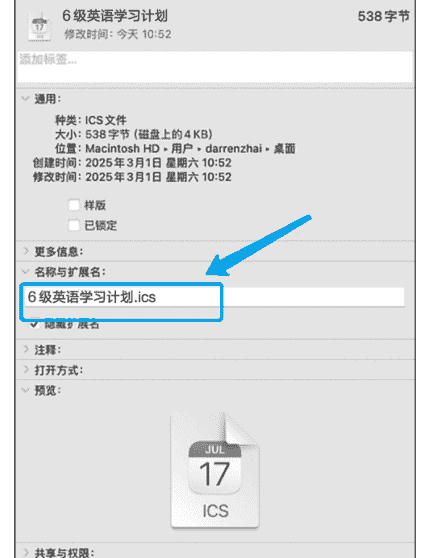 6级英语学习计划 538字节
修改时间：今天 10:52
添加标签...
通用：
种类：ICS文件
大小：538字节（磁盘上的4 KB）
位置：Macintosh HD ▸ 用户 ▸ darrenzhai ▸ 桌面
创建时间：2025年3月1日 星期六 10:52
修改时间：2025年3月1日 星期六 10:52
样版
已锁定
更多信息：
名称与扩展名：
6级英语学习计划.ics
隐藏扩展名
注释：
打开方式：
预览：
JUL
17
ICS
共享与权限：